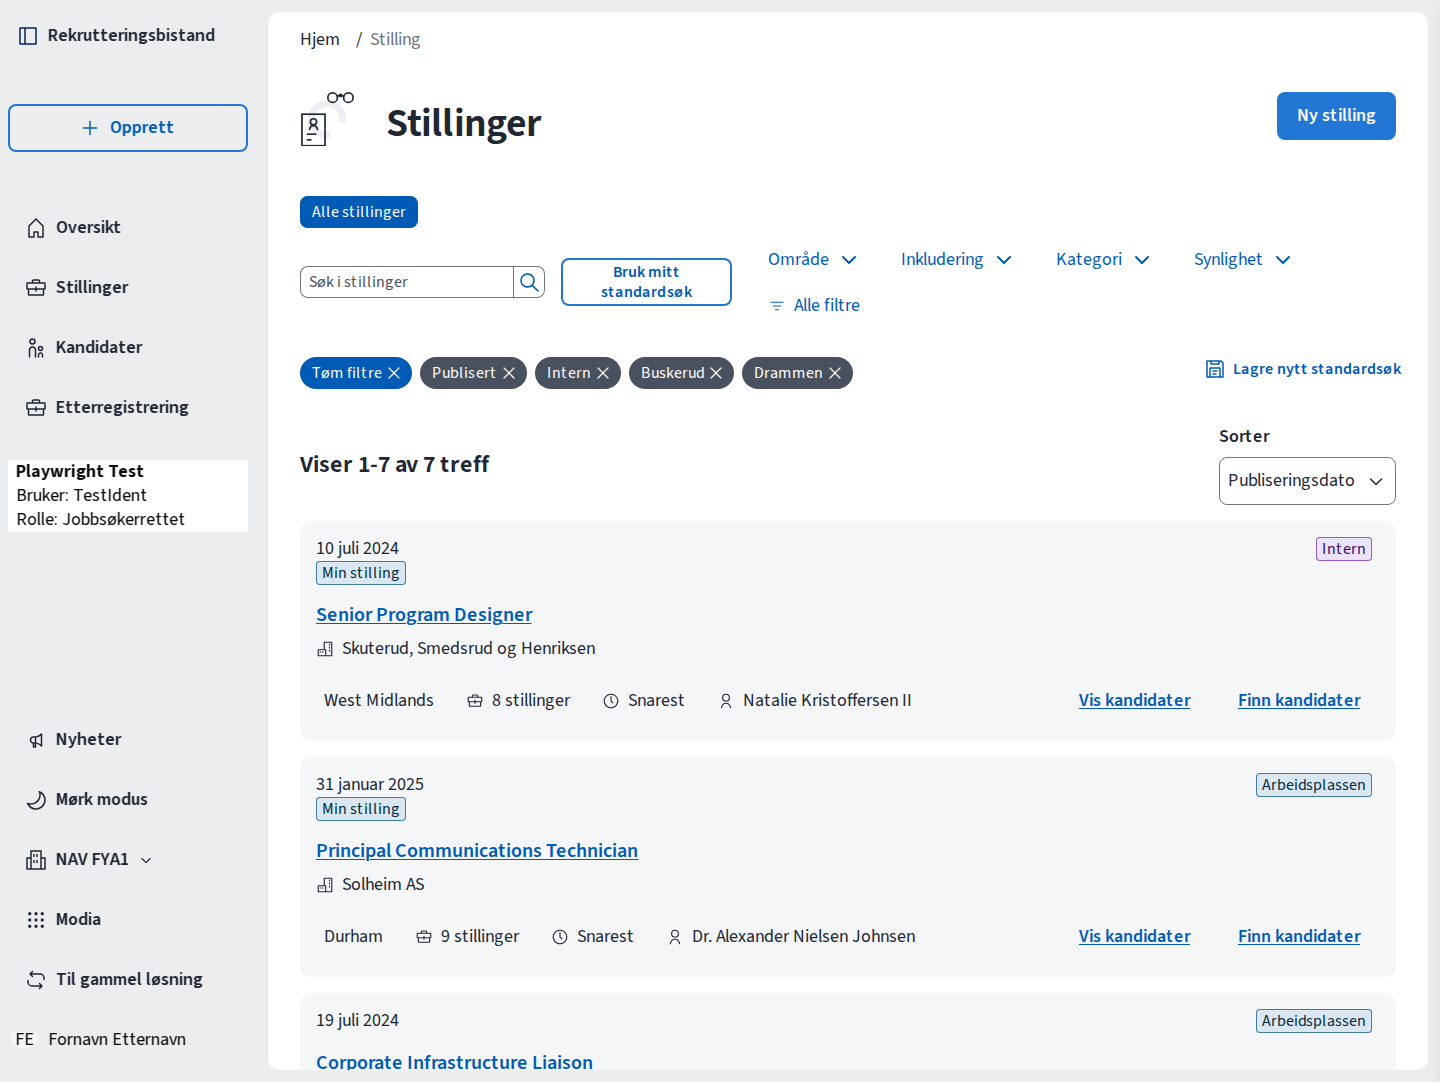 Rekrutteringsbistand
Opprett
Oversikt
Stillinger
Kandidater
Etterregistrering
Playwright Test
Bruker: TestIdent
Rolle: Jobbsøkerrettet
Nyheter
Mørk modus
NAV FYA1
Modia
Til gammel løsning
FE Fornavn Etternavn
Hjem / Stilling
Stillinger
Ny stilling
Alle stillinger
Søk i stillinger
Bruk mitt
standardsøk
Område Inkludering Kategori Synlighet
Alle filtre
Tøm filtre Publisert Intern Buskerud Drammen
Lagre nytt standardsøk
Viser 1-7 av 7 treff
Sorter
Publiseringsdato
10 juli 2024 Intern
Min stilling
Senior Program Designer
Skuterud, Smedsrud og Henriksen
West Midlands 8 stillinger Snarest Natalie Kristoffersen II Vis kandidater Finn kandidater
31 januar 2025 Arbeidsplassen
Min stilling
Principal Communications Technician
Solheim AS
Durham 9 stillinger Snarest Dr. Alexander Nielsen Johnsen Vis kandidater Finn kandidater
19 juli 2024 Arbeidsplassen
Corporate Infrastructure Liaison